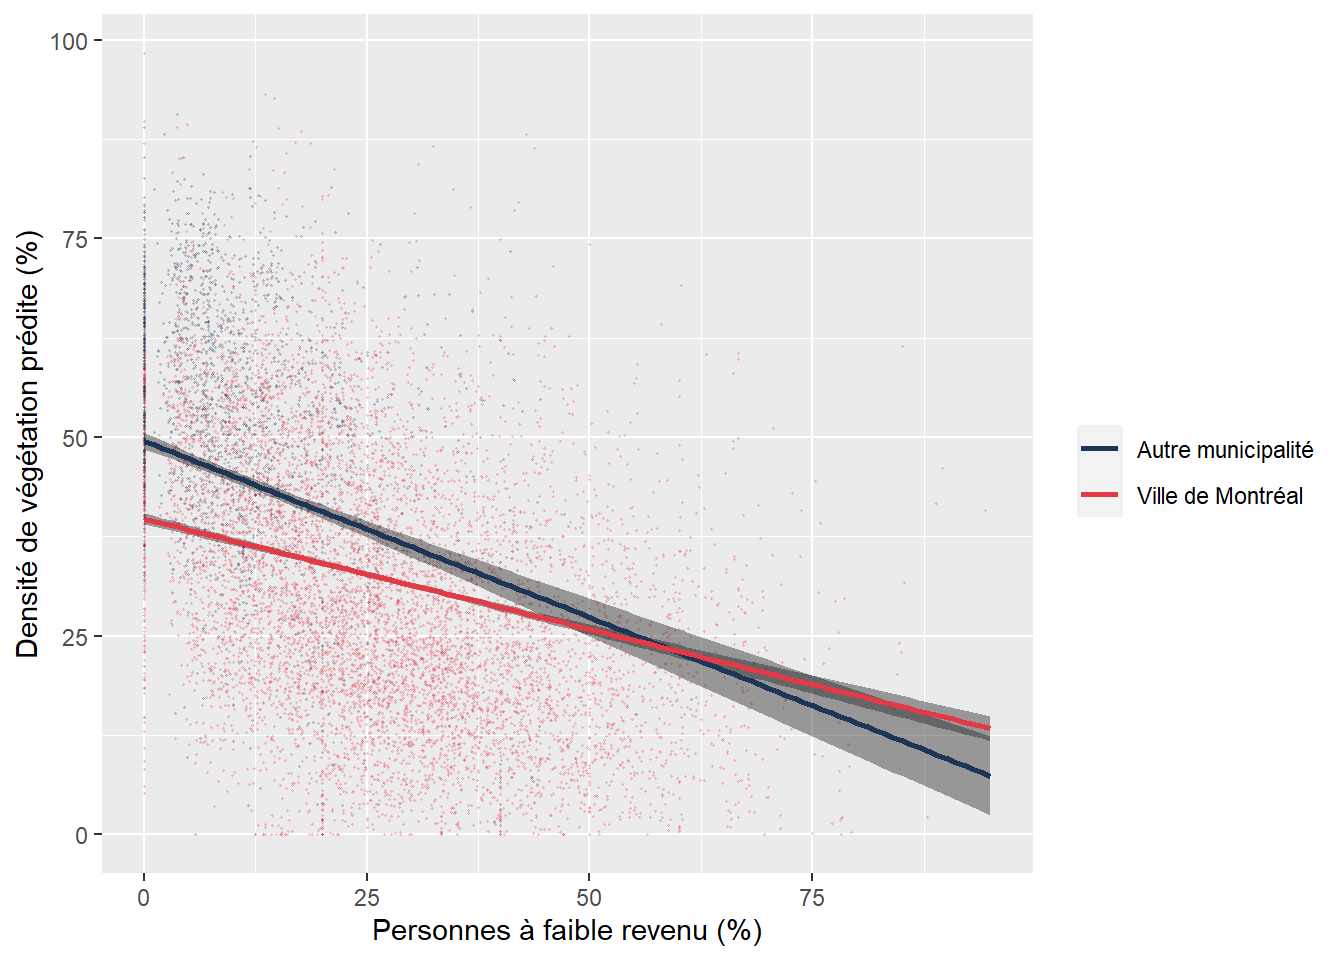 Densité de végétation prédite (%)
100
75
50
25
0
0
25
50
75
Personnes à faible revenu (%)
Autre municipalité
Ville de Montréal